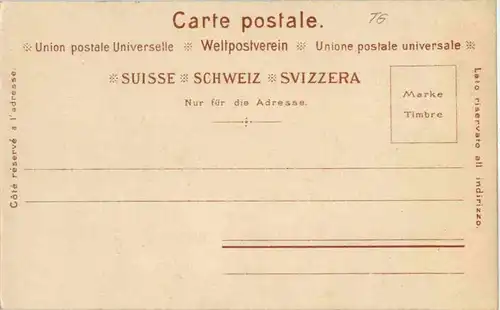 Carte postale.
TG
Union postale Universelle ※ Weltpostverein ※ Unione postale universale
SUISSE ※ SCHWEIZ ※ SVIZZERA
Nur für die Adresse.
Marke
Timbre
Côté réservé à l'adresse.
Lato riservato all indirizzo.